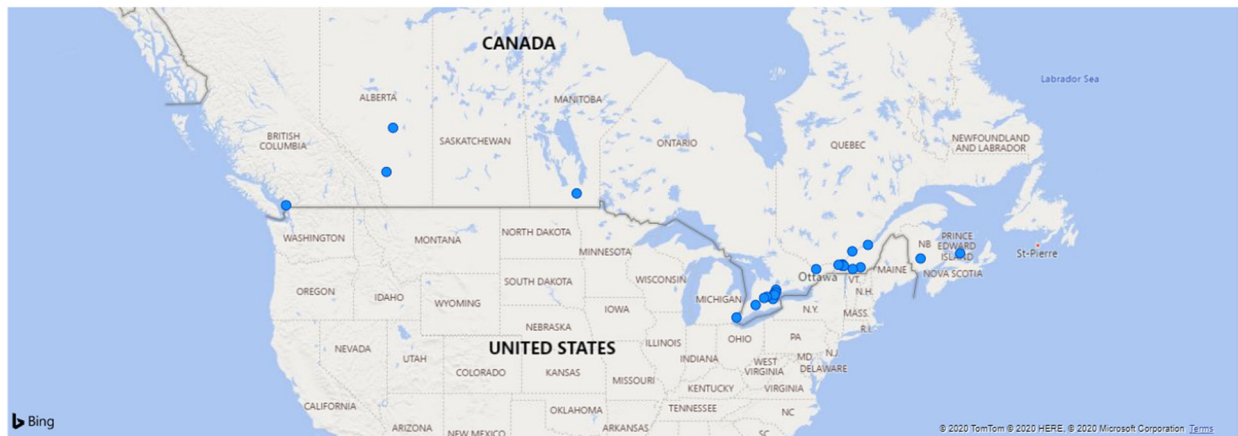 CANADA
Labrador Sea
ALBERTA
MANITOBA
BRITISH
COLUMBIA
SASKATCHEWAN
ONTARIO
QUEBEC
NEWFOUNDLAND
AND LABRADOR
WASHINGTON
MONTANA
NORTH DAKOTA
MINNESOTA
NB
PRINCE
EDWARD
ISLAND
NOVA SCOTIA
St-Pierre
MAINE
Ottawa
VT.
N.H.
OREGON
IDAHO
WYOMING
SOUTH DAKOTA
WISCONSIN
MICHIGAN
N.Y.
MASS.
R.I.
NEBRASKA
IOWA
NEVADA
UTAH
COLORADO
UNITED STATES
KANSAS
ILLINOIS
INDIANA
OHIO
PA
N.J.
MD
DELAWARE
WEST
VIRGINIA
MISSOURI
KENTUCKY
VIRGINIA
CALIFORNIA
ARIZONA
NEW MEXICO
OKLAHOMA
ARKANSAS
TENNESSEE
NC
SC
Bing
© 2020 TomTom © 2020 HERE, © 2020 Microsoft Corporation Terms